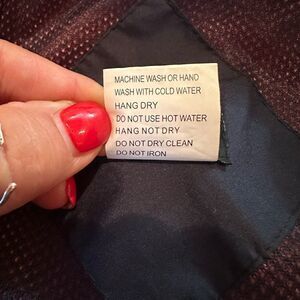 MACHINE WASH OR HAND
WASH WITH COLD WATER
HANG DRY
DO NOT USE HOT WATER
HANG NOT DRY
DO NOT DRY CLEAN
DO NOT IRON